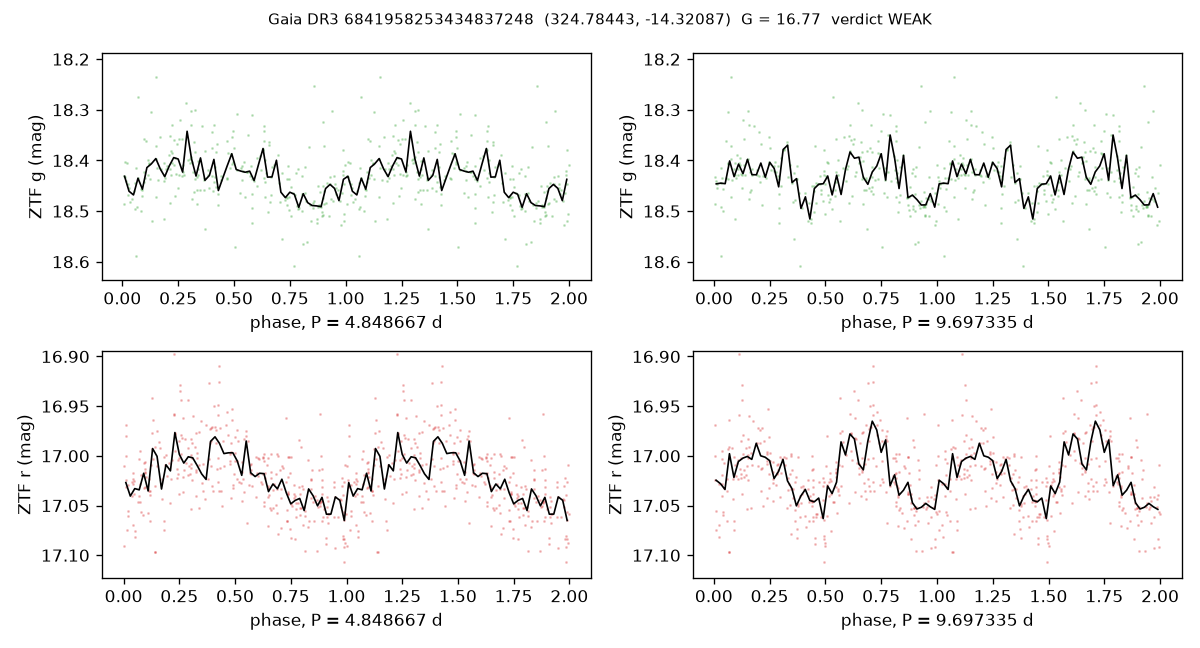 Gaia DR3 6841958253434837248 (324.78443, -14.32087) G = 16.77 verdict WEAK
18.2
18.3
18.4
18.5
18.6
ZTF g (mag)
0.00 0.25 0.50 0.75 1.00 1.25 1.50 1.75 2.00
phase, P = 4.848667 d
18.2
18.3
18.4
18.5
18.6
ZTF g (mag)
0.00 0.25 0.50 0.75 1.00 1.25 1.50 1.75 2.00
phase, P = 9.697335 d
16.90
16.95
17.00
17.05
17.10
ZTF r (mag)
0.00 0.25 0.50 0.75 1.00 1.25 1.50 1.75 2.00
phase, P = 4.848667 d
16.90
16.95
17.00
17.05
17.10
ZTF r (mag)
0.00 0.25 0.50 0.75 1.00 1.25 1.50 1.75 2.00
phase, P = 9.697335 d